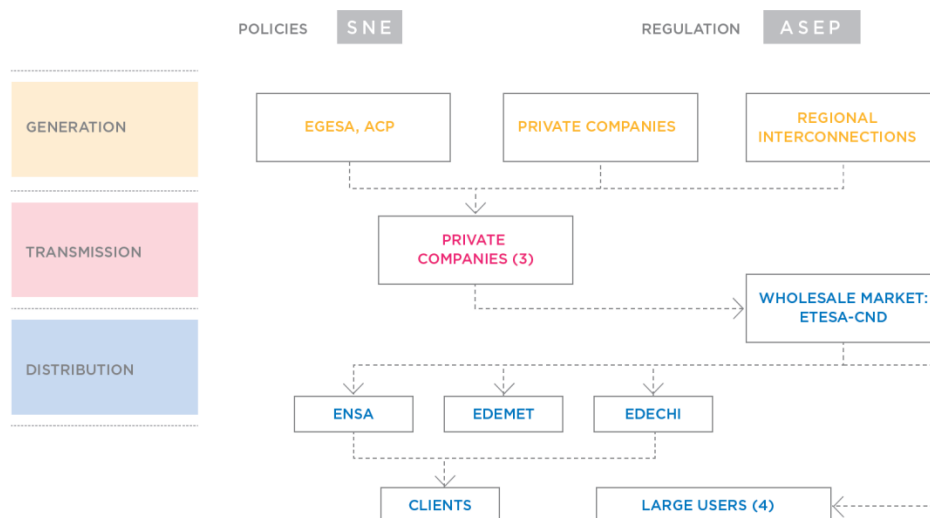 POLICIES SNE
REGULATION ASEP
GENERATION
EGESA, ACP
PRIVATE COMPANIES
REGIONAL
INTERCONNECTIONS
TRANSMISSION
PRIVATE
COMPANIES (3)
WHOLESALE MARKET:
ETESA-CND
DISTRIBUTION
ENSA
EDEMET
EDECHI
CLIENTS
LARGE USERS (4)